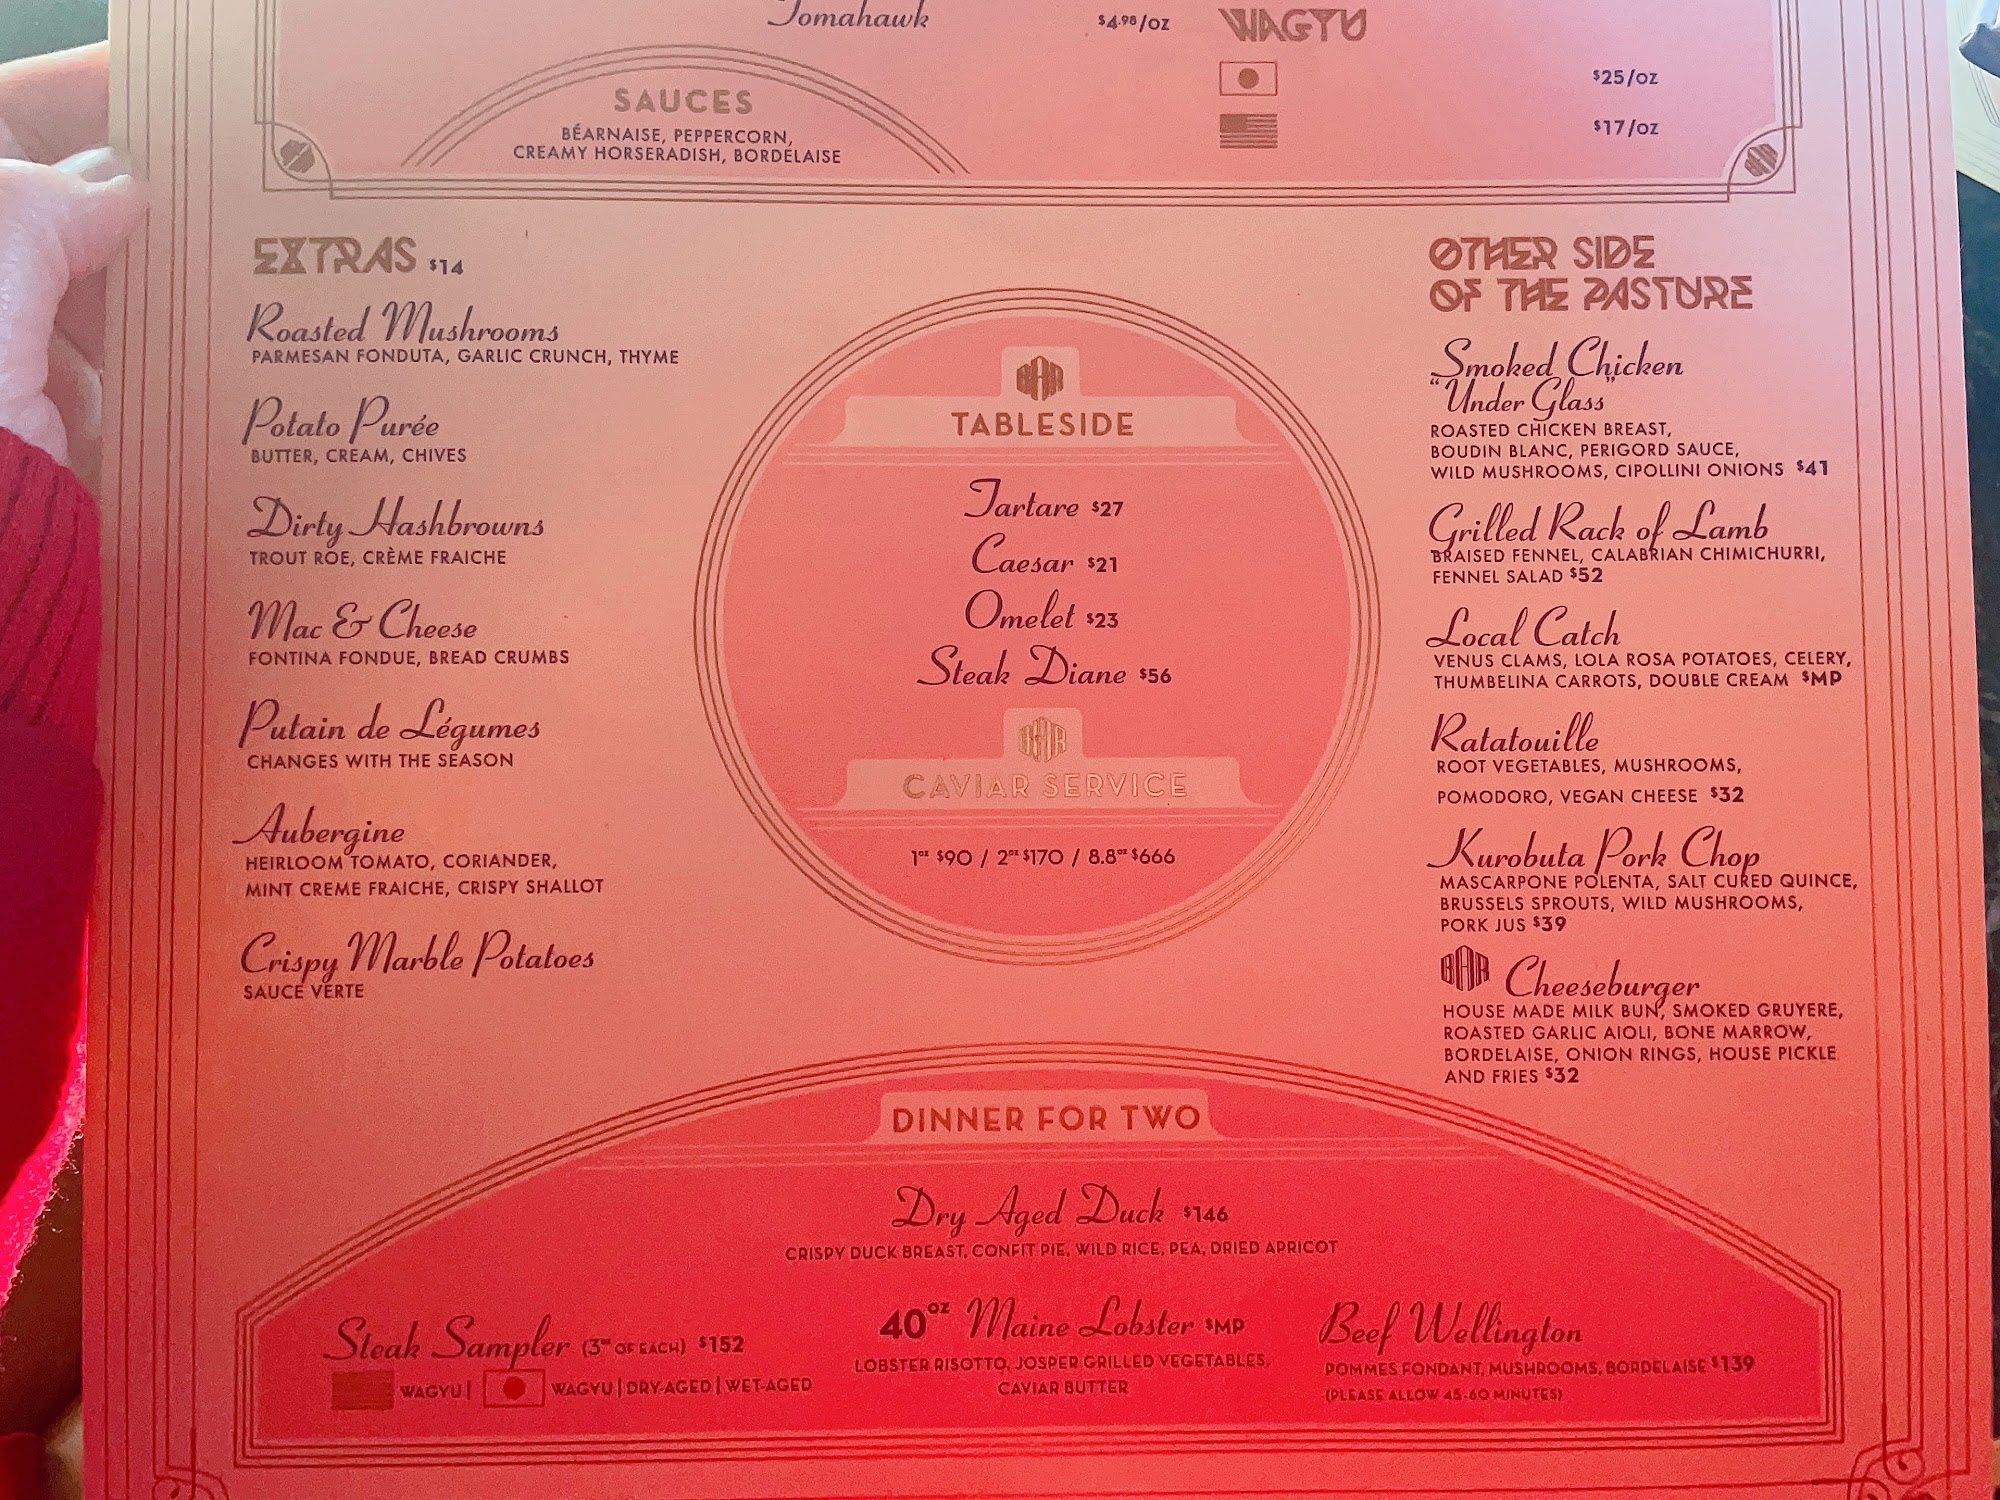 Tomahawk $4.98/OZ
WAGYU
$25/OZ
$17/OZ
SAUCES
BÉARNAISE, PEPPERCORN,
CREAMY HORSERADISH, BORDELAISE
EXTRAS $14
Roasted Mushrooms
PARMESAN FONDUTA, GARLIC CRUNCH, THYME
Potato Purée
BUTTER, CREAM, CHIVES
Dirty Hashbrowns
TROUT ROE, CRÈME FRAICHE
Mac & Cheese
FONTINA FONDUE, BREAD CRUMBS
Putain de Légumes
CHANGES WITH THE SEASON
Aubergine
HEIRLOOM TOMATO, CORIANDER,
MINT CREME FRAICHE, CRISPY SHALLOT
Crispy Marble Potatoes
SAUCE VERTE
BAR
TABLESIDE
Tartare $27
Caesar $21
Omelet $23
Steak Diane $56
BAR
CAVIAR SERVICE
1oz $90 / 2oz $170 / 8.8oz $666
OTHER SIDE
OF THE PASTURE
Smoked Chicken
"Under Glass"
ROASTED CHICKEN BREAST,
BOUDIN BLANC, PERIGORD SAUCE,
WILD MUSHROOMS, CIPOLLINI ONIONS $41
Grilled Rack of Lamb
BRAISED FENNEL, CALABRIAN CHIMICHURRI,
FENNEL SALAD $52
Local Catch
VENUS CLAMS, LOLA ROSA POTATOES, CELERY,
THUMBELINA CARROTS, DOUBLE CREAM $MP
Ratatouille
ROOT VEGETABLES, MUSHROOMS,
POMODORO, VEGAN CHEESE $32
Kurobuta Pork Chop
MASCARPONE POLENTA, SALT CURED QUINCE,
BRUSSELS SPROUTS, WILD MUSHROOMS,
PORK JUS $39
BAR Cheeseburger
HOUSE MADE MILK BUN, SMOKED GRUYERE,
ROASTED GARLIC AIOLI, BONE MARROW,
BORDELAISE, ONION RINGS, HOUSE PICKLE
AND FRIES $32
DINNER FOR TWO
Dry Aged Duck $146
CRISPY DUCK BREAST, CONFIT PIE, WILD RICE, PEA, DRIED APRICOT
Steak Sampler (3oz OF EACH) $152
WAGYU | WAGYU | DRY-AGED | WET-AGED
40oz Maine Lobster $MP
LOBSTER RISOTTO, JOSPER GRILLED VEGETABLES,
CAVIAR BUTTER
Beef Wellington
POMMES FONDANT, MUSHROOMS, BORDELAISE $139
(PLEASE ALLOW 45-60 MINUTES)